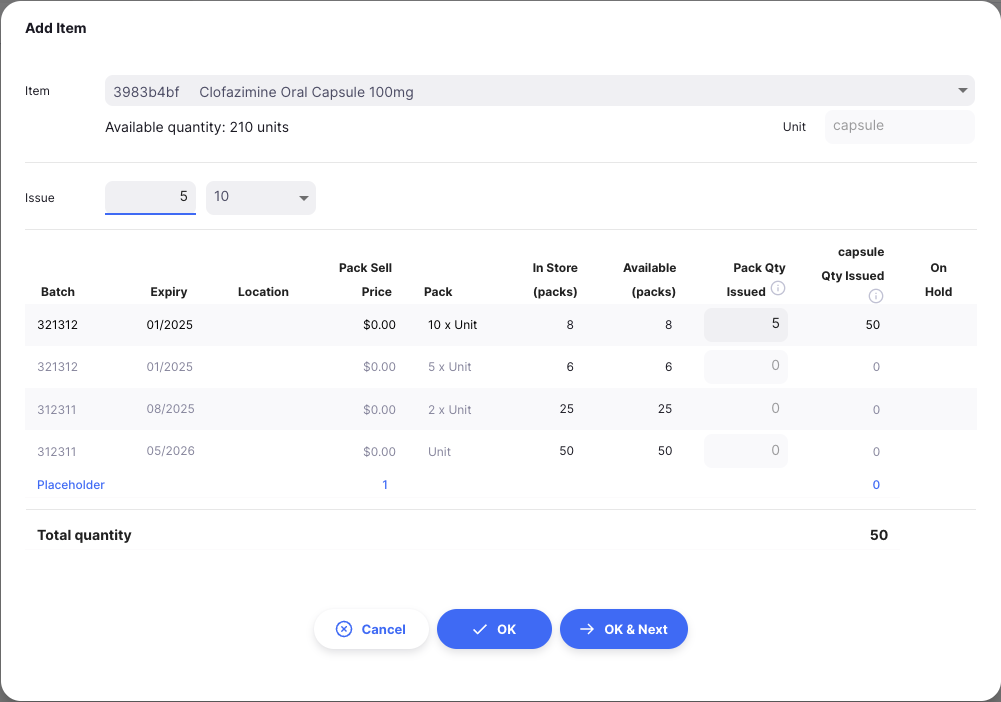 Add Item
Item 3983b4bf Clofazimine Oral Capsule 100mg
Available quantity: 210 units Unit capsule
Issue 5 10
Batch Expiry Location Pack Sell Price Pack In Store (packs) Available (packs) Pack Qty Issued capsule Qty Issued On Hold
321312 01/2025 $0.00 10 x Unit 8 8 5 50
321312 01/2025 $0.00 5 x Unit 6 6 0 0
312311 08/2025 $0.00 2 x Unit 25 25 0 0
312311 05/2026 $0.00 Unit 50 50 0 0
Placeholder 1 0
Total quantity 50
Cancel OK OK & Next